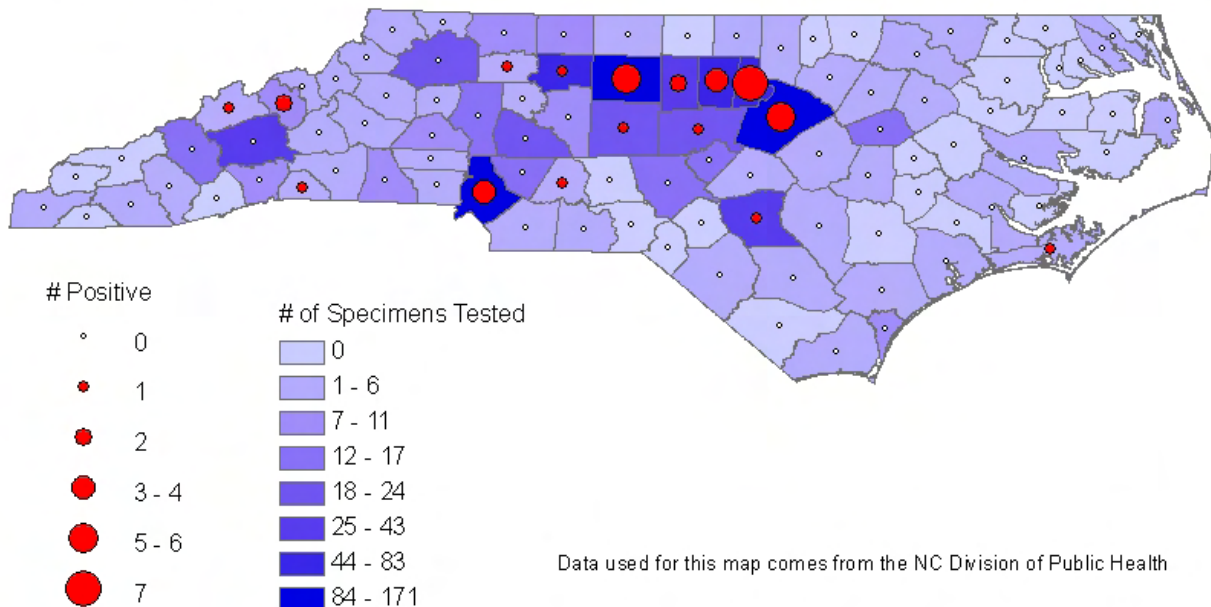 # Positive
0
1
2
3 - 4
5 - 6
7
# of Specimens Tested
0
1 - 6
7 - 11
12 - 17
18 - 24
25 - 43
44 - 83
84 - 171
Data used for this map comes from the NC Division of Public Health